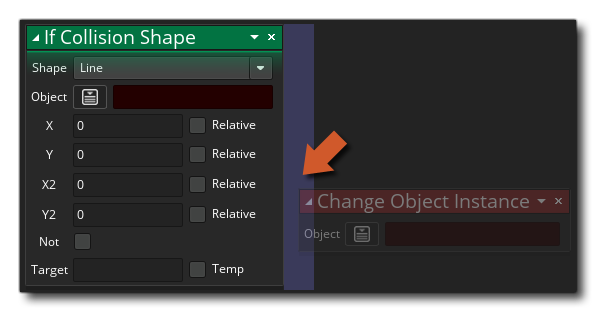 If Collision Shape
Shape Line
Object
X 0 Relative
Y 0 Relative
X2 0 Relative
Y2 0 Relative
Not
Target Temp
Change Object Instance
Object